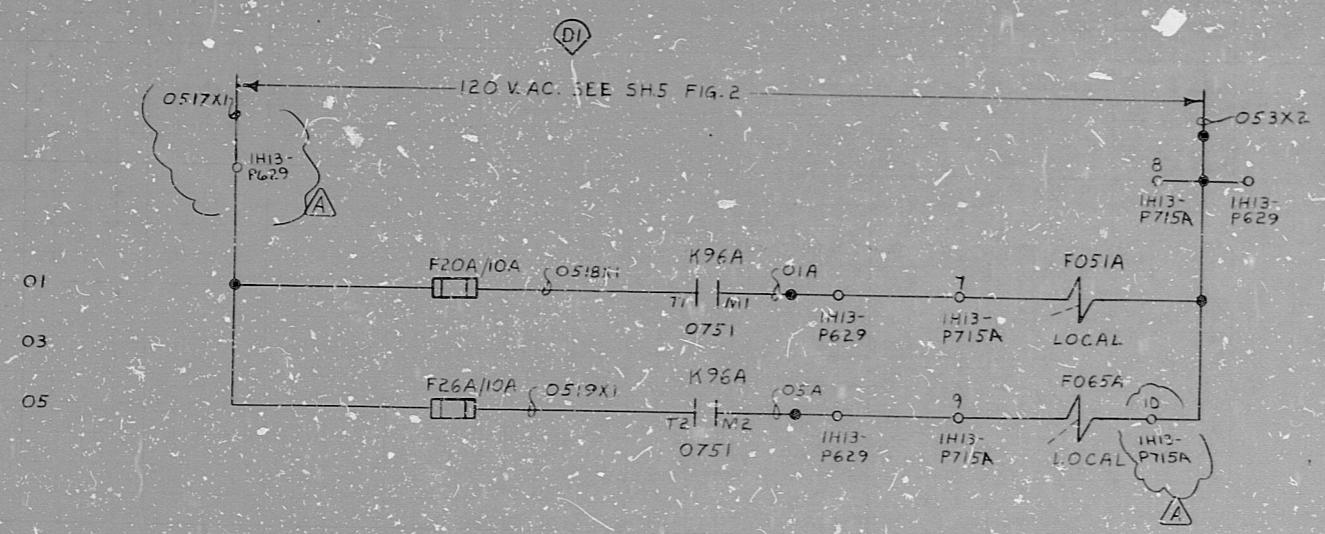 D1
120 V. AC. SEE SH.5 FIG. 2
0517X1
053X2
1H13-
P629
A
8
1H13-
P715A
1H13-
P629
01
F20A/10A
K96A
01A
7
F051A
T1
M1
0751
1H13-
P629
1H13-
P715A
LOCAL
03
05
F26A/10A
0519X1
K96A
05A
9
F065A
10
T2
M2
0751
1H13-
P629
1H13-
P715A
LOCAL
1H13-
P715A
A